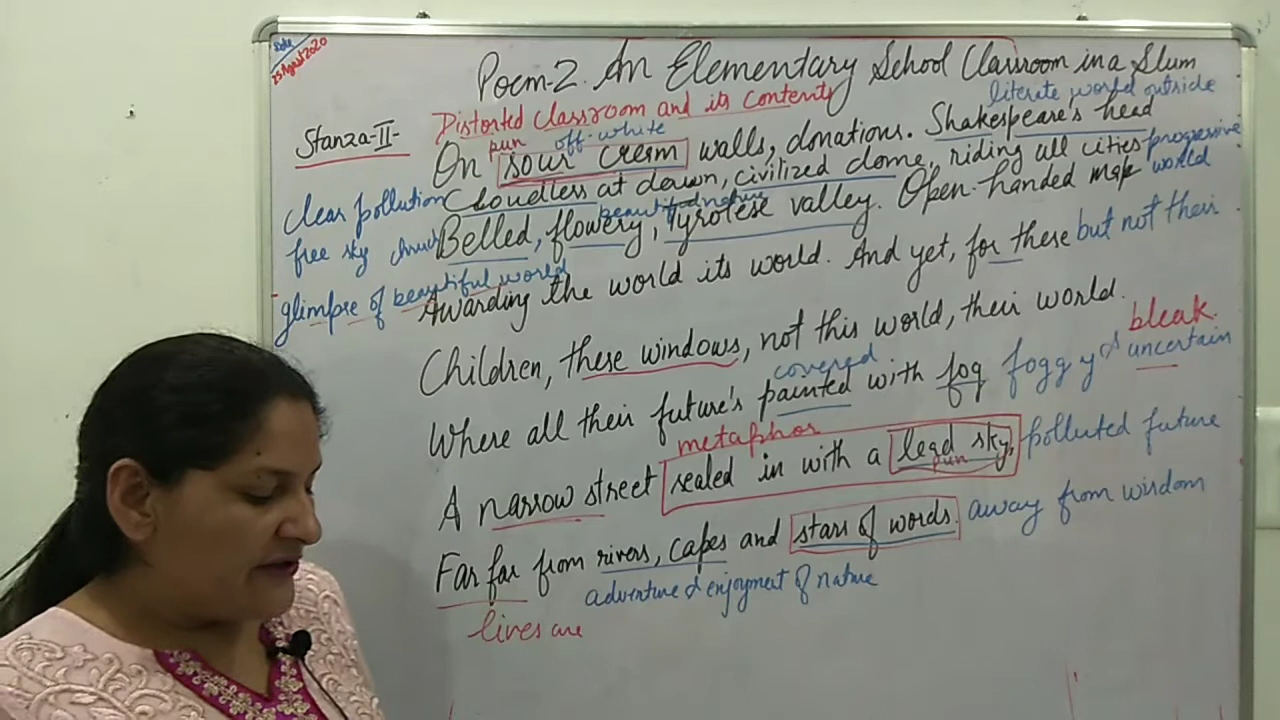 Date
25 August 2020
Poem-2. An Elementary School Classroom in a Slum
Distorted Classroom and its contents
literate world outside
Stanza-II-
pun off-white
On sour cream walls, donations. Shakespeare's head
clear pollution Cloudless at dawn, civilized dome, riding all cities progressive
free sky beautiful nature world
Belled, flowery, Tyrolese valley. Open-handed map
glimpse of beautiful world
Awarding the world its world. And yet, for these but not their
Children, these windows, not this world, their world.
covered bleak.
Where all their future's painted with fog foggy & uncertain
metaphor
A narrow street sealed in with a lead sky, polluted future
pun
Far far from rivers, capes and stars of words. away from wisdom
adventure & enjoyment of nature
lives are